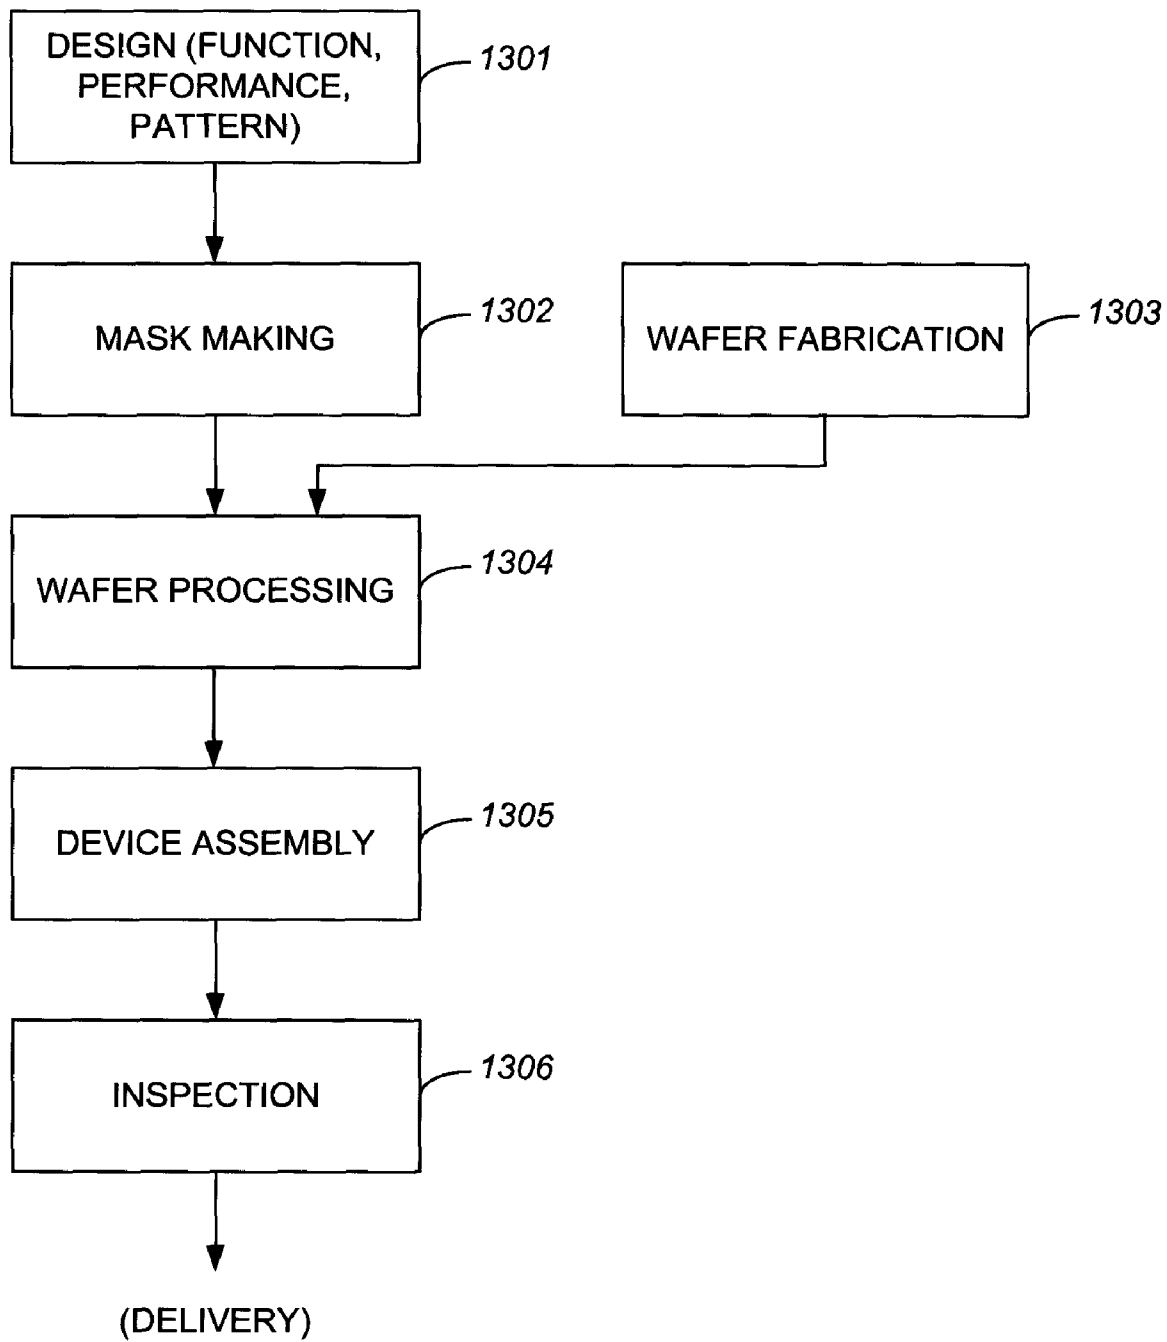 DESIGN (FUNCTION,
PERFORMANCE,
PATTERN)
1301
MASK MAKING
1302
WAFER FABRICATION
1303
WAFER PROCESSING
1304
DEVICE ASSEMBLY
1305
INSPECTION
1306
(DELIVERY)